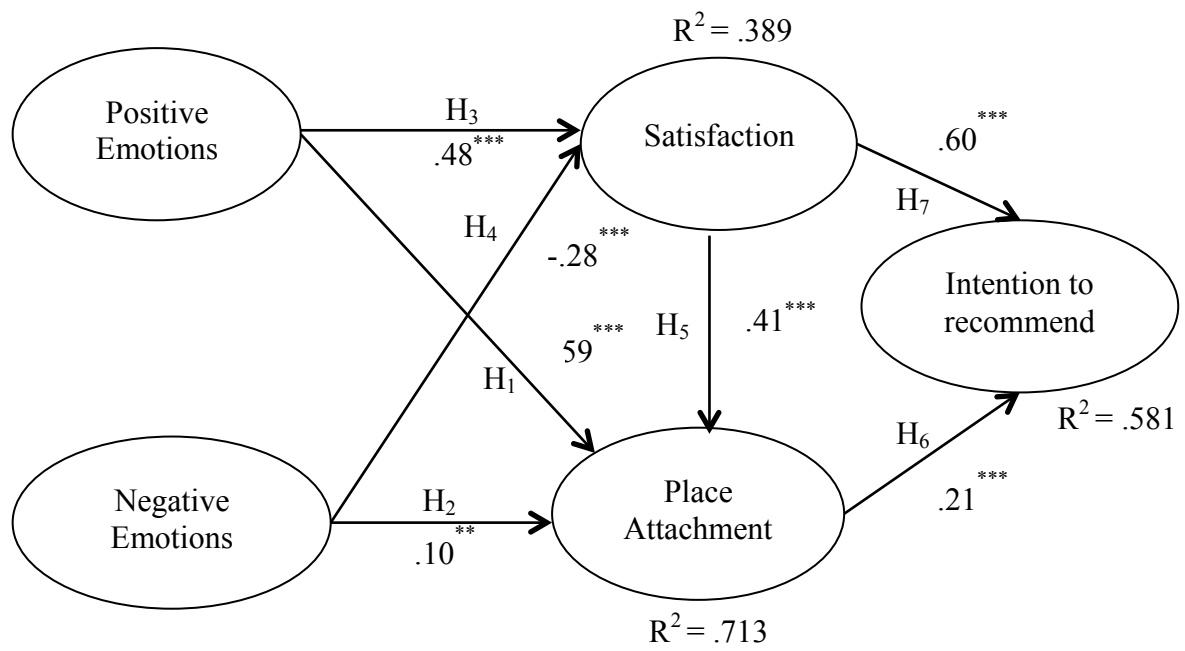 R² = .389
Positive
Emotions
H₃
.48***
Satisfaction
.60***
H₇
H₄
-.28***
Intention to
recommend
H₅
.41***
59***
H₁
R² = .581
H₆
.21***
Place
Attachment
Negative
Emotions
H₂
.10**
R² = .713